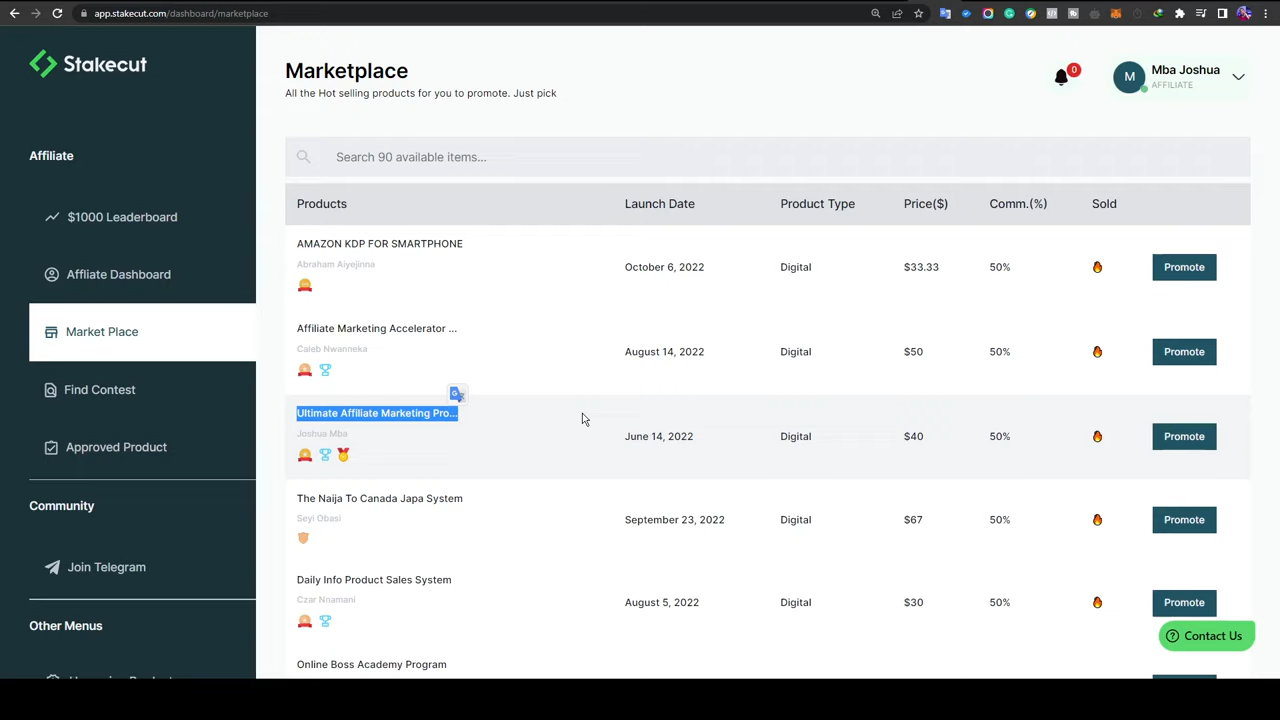 app.stakecut.com/dashboard/marketplace
Stakecut
Affiliate
$1000 Leaderboard
Affliate Dashboard
Market Place
Find Contest
Approved Product
Community
Join Telegram
Other Menus
Marketplace
All the Hot selling products for you to promote. Just pick
0
M
Mba Joshua
AFFILIATE
Search 90 available items...
Products Launch Date Product Type Price($) Comm.(%) Sold
AMAZON KDP FOR SMARTPHONE
Abraham Aiyejinna
October 6, 2022 Digital $33.33 50% Promote
Affiliate Marketing Accelerator ...
Caleb Nwanneka
August 14, 2022 Digital $50 50% Promote
Ultimate Affiliate Marketing Pro...
Joshua Mba
June 14, 2022 Digital $40 50% Promote
The Naija To Canada Japa System
Seyi Obasi
September 23, 2022 Digital $67 50% Promote
Daily Info Product Sales System
Czar Nnamani
August 5, 2022 Digital $30 50% Promote
Contact Us
Online Boss Academy Program